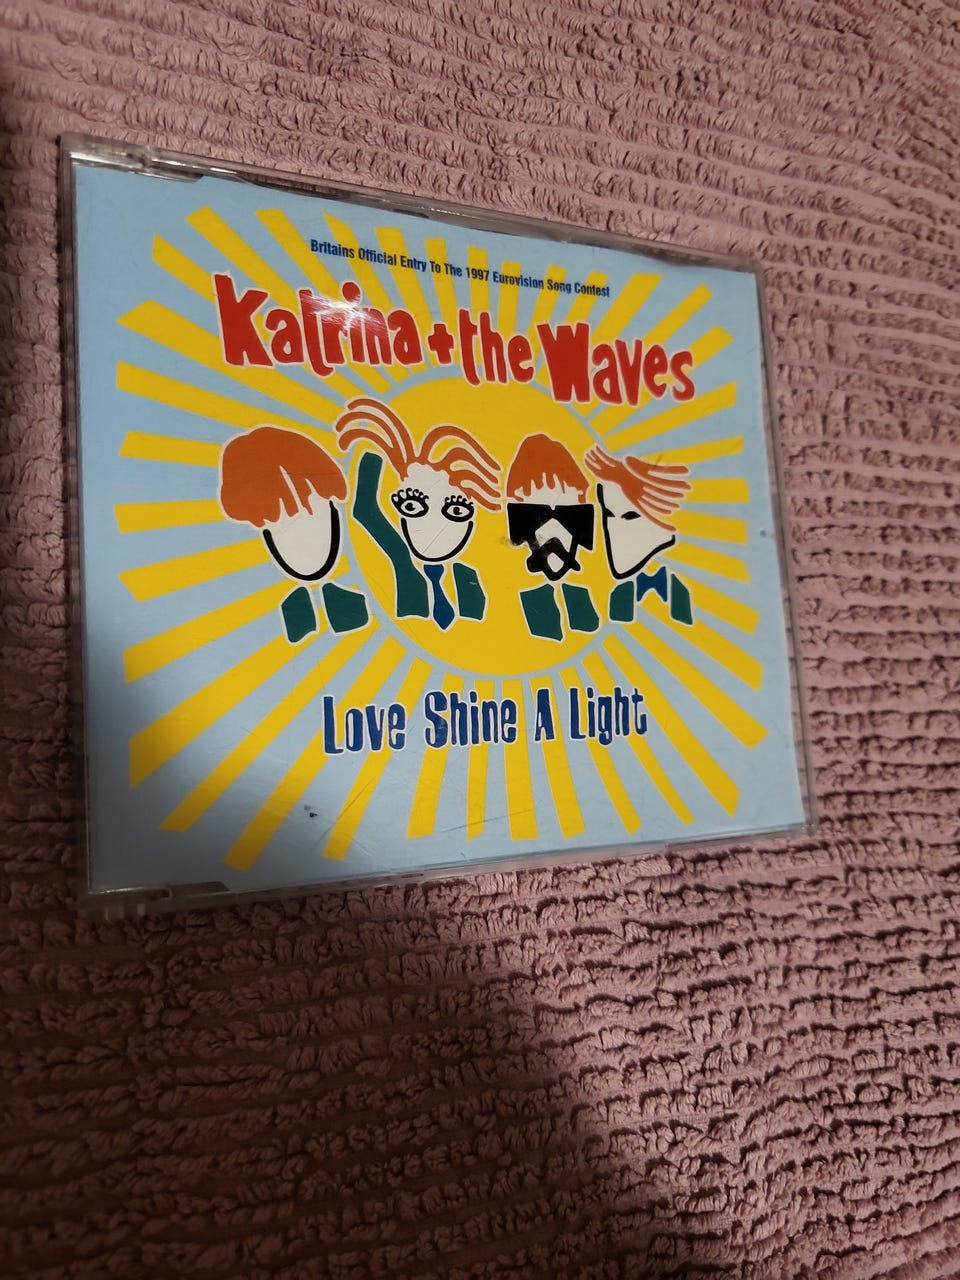 Britains Official Entry To The 1997 Eurovision Song Contest
Katrina + the Waves
Love Shine A Light